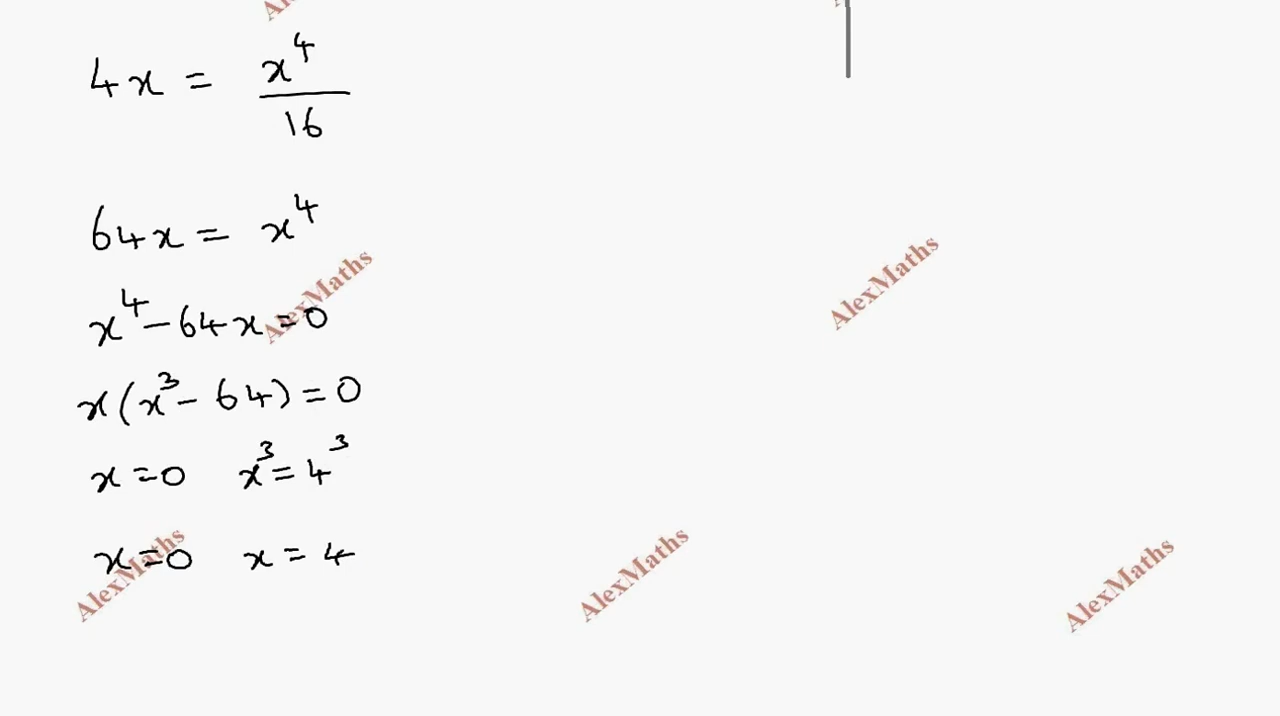 4x = x⁴/16
64x = x⁴
AlexMaths
AlexMaths
x⁴-64x=0
x(x³-64)=0
x=0 x³=4³
x=0 x=4
AlexMaths
AlexMaths
AlexMaths